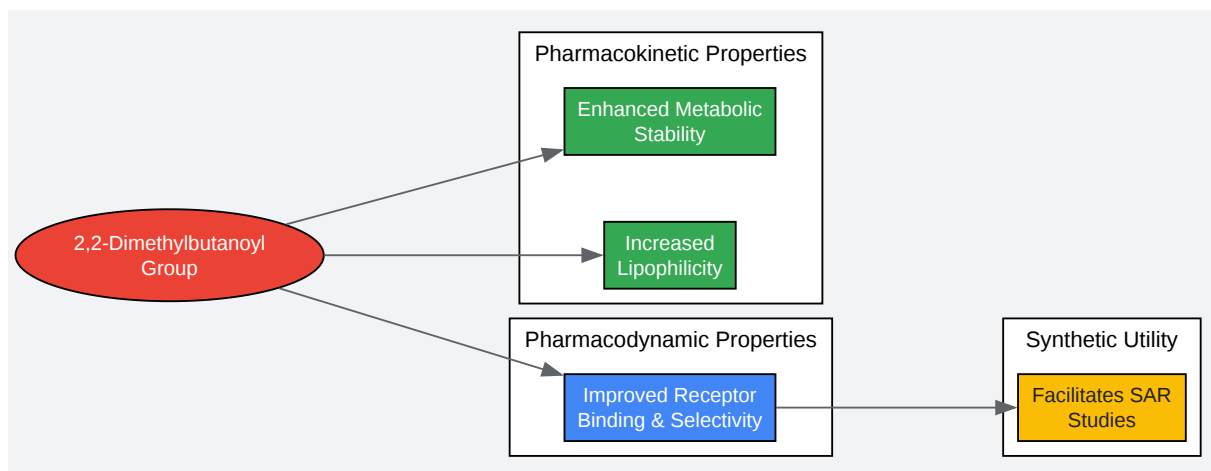 Pharmacokinetic Properties
Enhanced Metabolic
Stability
2,2-Dimethylbutanoyl
Group
Increased
Lipophilicity
Pharmacodynamic Properties
Improved Receptor
Binding & Selectivity
Synthetic Utility
Facilitates SAR
Studies